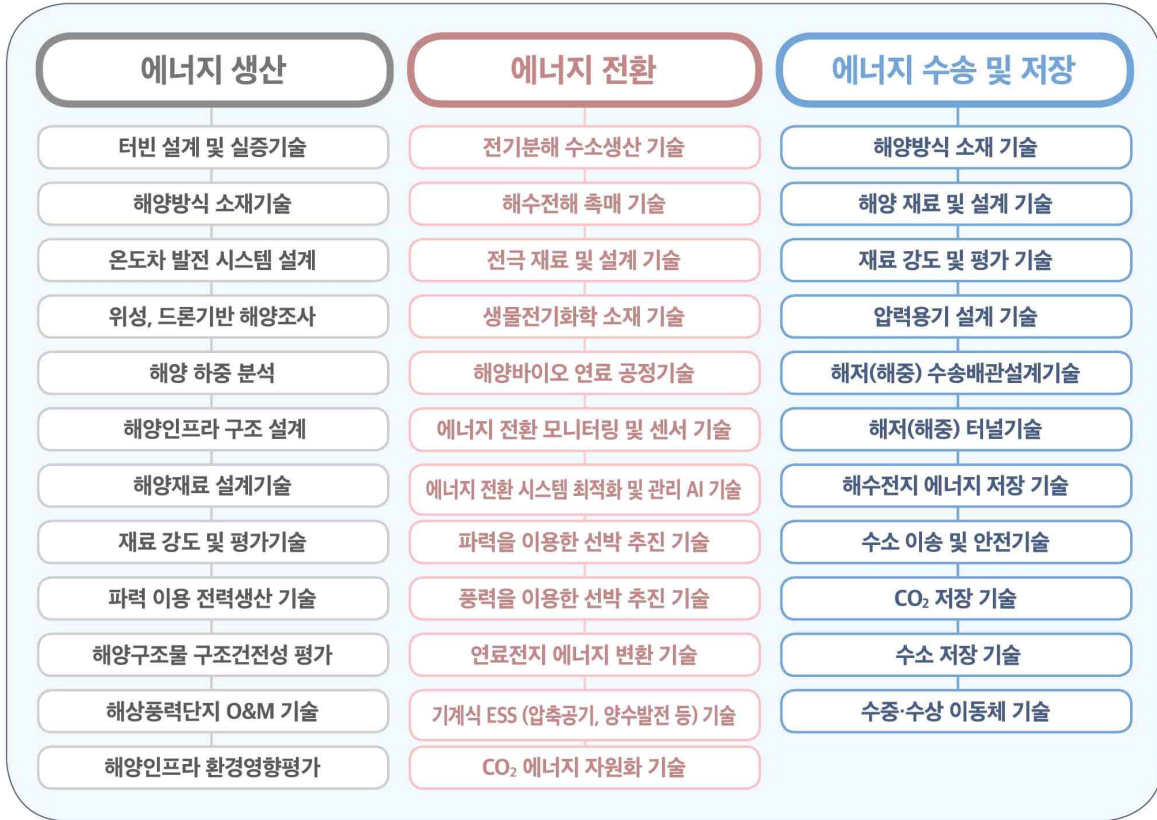 에너지 생산
터빈 설계 및 실증기술
해양방식 소재기술
온도차 발전 시스템 설계
위성, 드론기반 해양조사
해양 하중 분석
해양인프라 구조 설계
해양재료 설계기술
재료 강도 및 평가기술
파력 이용 전력생산 기술
해양구조물 구조건전성 평가
해상풍력단지 O&M 기술
해양인프라 환경영향평가
에너지 전환
전기분해 수소생산 기술
해수전해 촉매 기술
전극 재료 및 설계 기술
생물전기화학 소재 기술
해양바이오 연료 공정기술
에너지 전환 모니터링 및 센서 기술
에너지 전환 시스템 최적화 및 관리 AI 기술
파력을 이용한 선박 추진 기술
풍력을 이용한 선박 추진 기술
연료전지 에너지 변환 기술
기계식 ESS (압축공기, 양수발전 등) 기술
CO₂ 에너지 자원화 기술
에너지 수송 및 저장
해양방식 소재 기술
해양 재료 및 설계 기술
재료 강도 및 평가 기술
압력용기 설계 기술
해저(해중) 수송배관설계기술
해저(해중) 터널기술
해수전지 에너지 저장 기술
수소 이송 및 안전기술
CO₂ 저장 기술
수소 저장 기술
수중·수상 이동체 기술